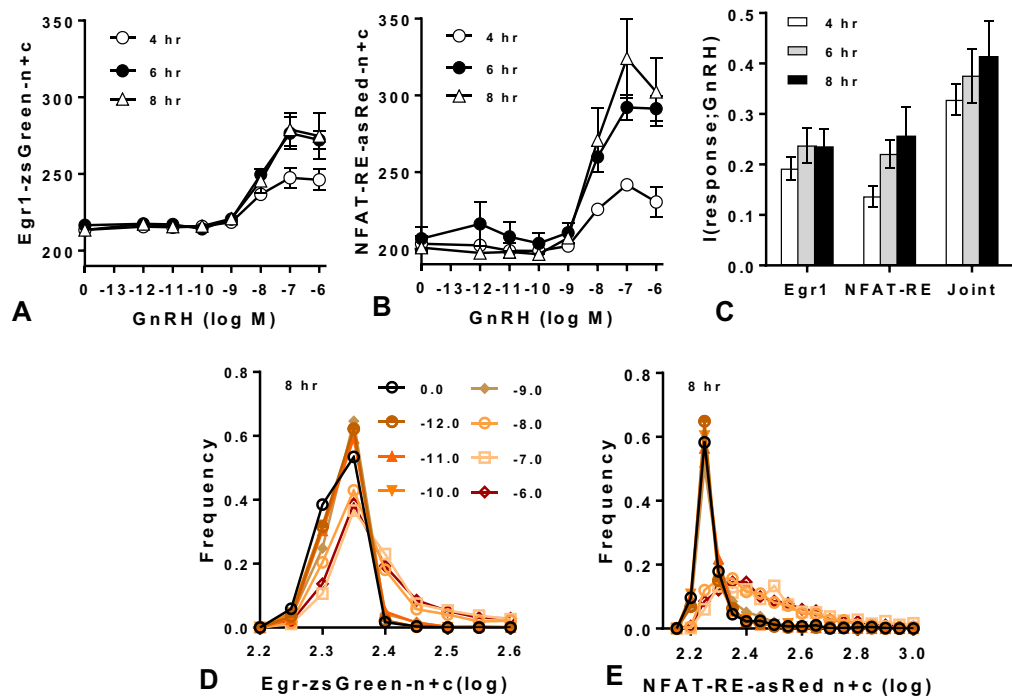 350
300
250
200
Egr1-zsGreen-n+c
4 hr
6 hr
8 hr
0 -13 -12 -11 -10 -9 -8 -7 -6
GnRH (log M)
A
350
300
250
200
NFAT-RE-asRed-n+c
4 hr
6 hr
8 hr
0 -13 -12 -11 -10 -9 -8 -7 -6
GnRH (log M)
B
0.5
0.4
0.3
0.2
0.1
0.0
I(response;GnRH)
4 hr
6 hr
8 hr
Egr1 NFAT-RE Joint
C
0.8
0.6
0.4
0.2
0.0
Frequency
8 hr
0.0
-12.0
-11.0
-10.0
-9.0
-8.0
-7.0
-6.0
2.2 2.3 2.4 2.5 2.6
D
Egr-zsGreen-n+c(log)
0.8
0.6
0.4
0.2
0.0
Frequency
8 hr
2.2 2.4 2.6 2.8 3.0
E
NFAT-RE-asRed n+c (log)